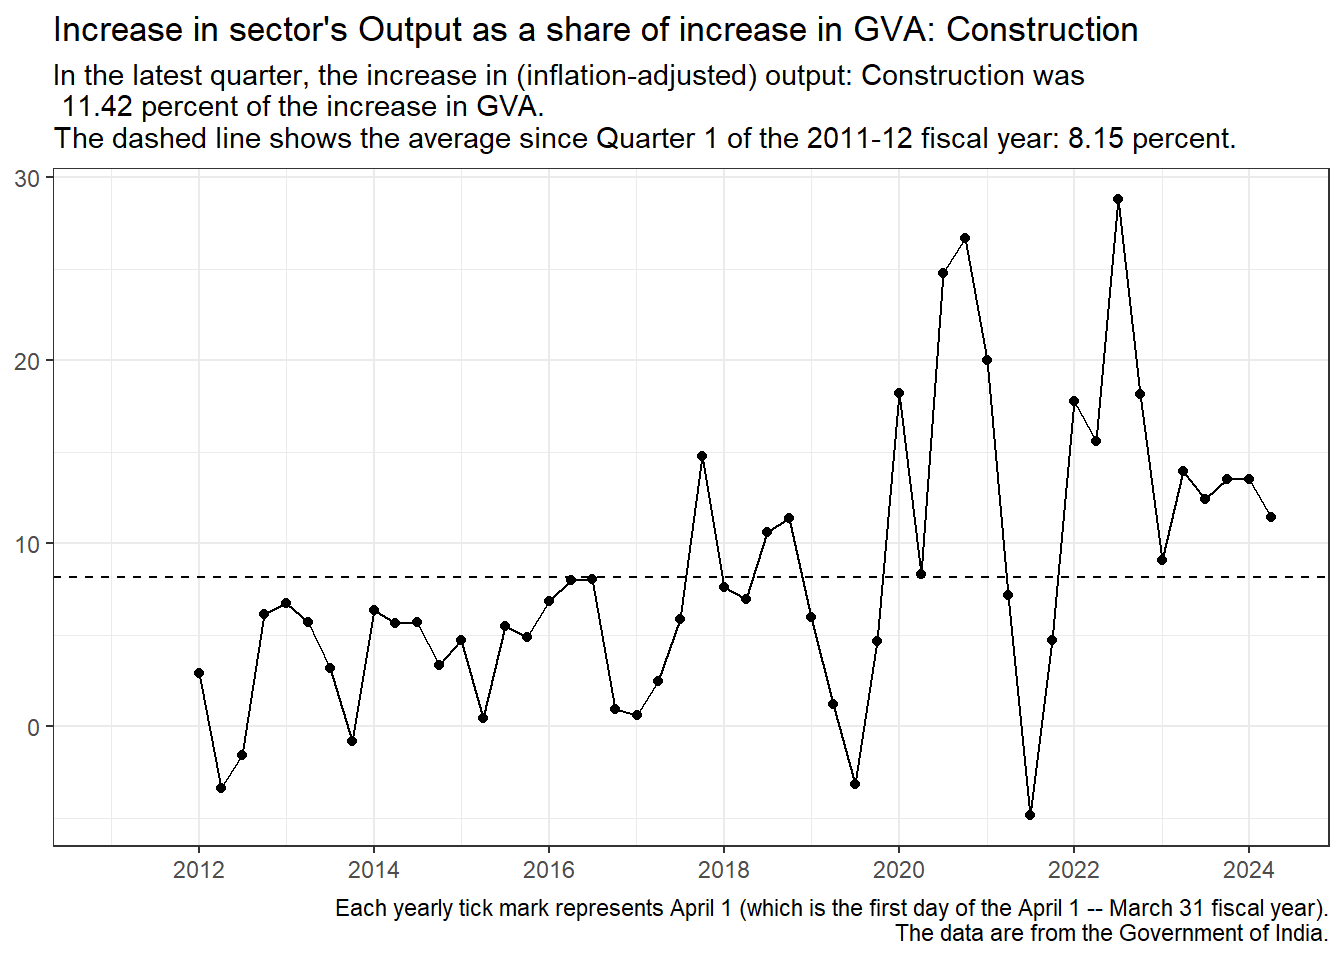 Increase in sector's Output as a share of increase in GVA: Construction
In the latest quarter, the increase in (inflation-adjusted) output: Construction was
11.42 percent of the increase in GVA.
The dashed line shows the average since Quarter 1 of the 2011-12 fiscal year: 8.15 percent.
30
20
10
0
2012 2014 2016 2018 2020 2022 2024
Each yearly tick mark represents April 1 (which is the first day of the April 1 -- March 31 fiscal year).
The data are from the Government of India.